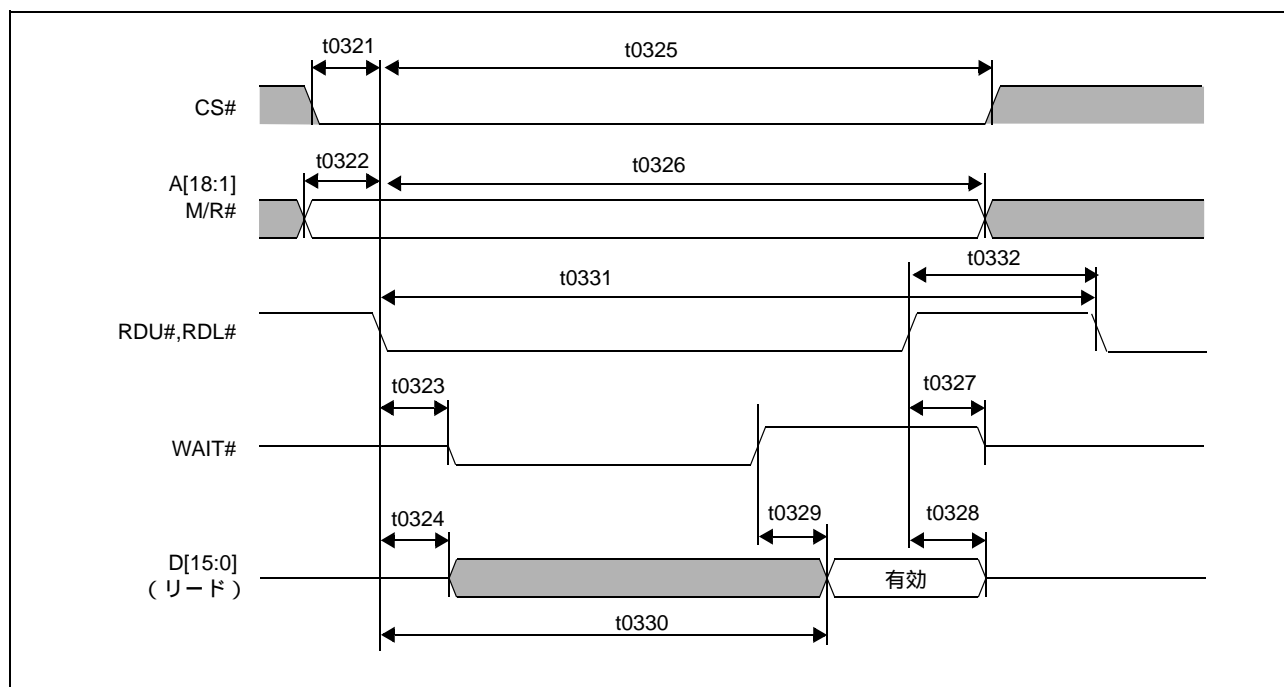 t0321
t0325
CS#
t0322
t0326
A[18:1]
M/R#
t0332
t0331
RDU#,RDL#
t0323
t0327
WAIT#
t0324
t0329
t0328
D[15:0]
(リード)
有効
t0330